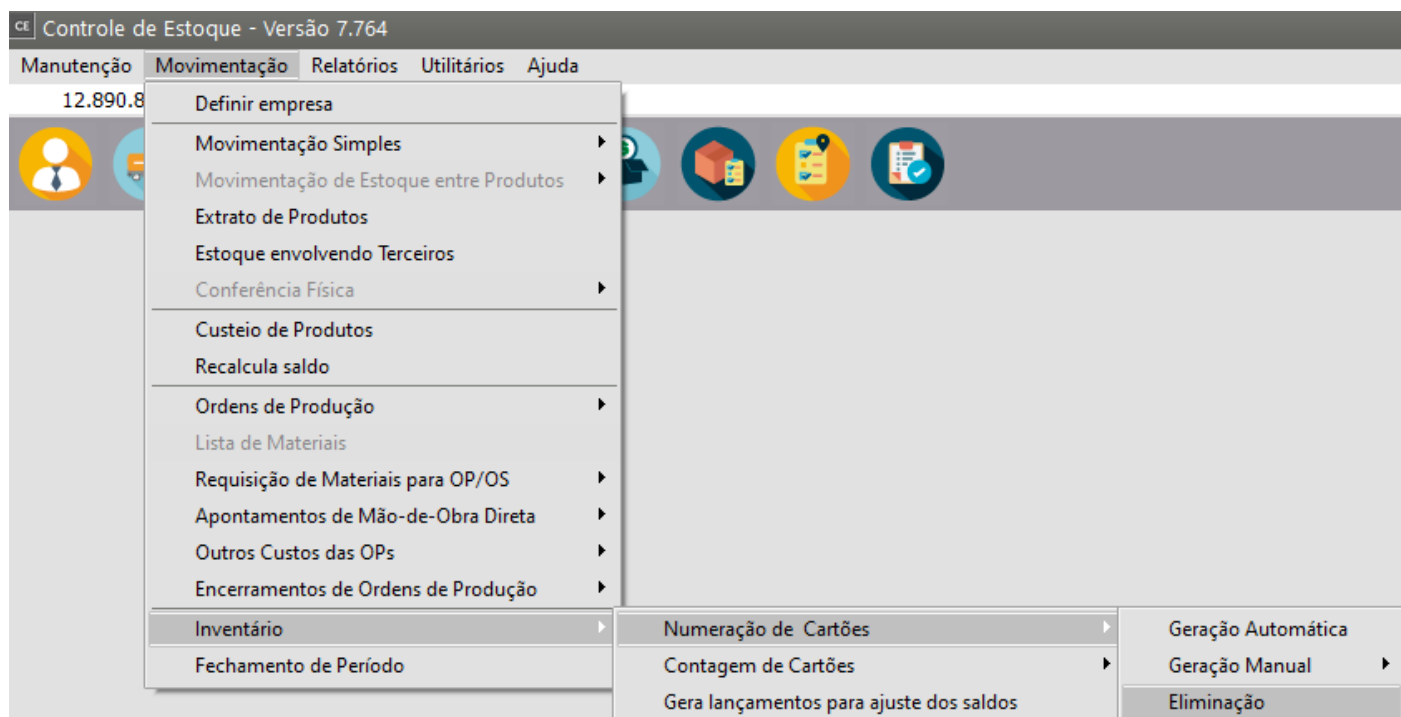 CE Controle de Estoque - Versão 7.764
Manutenção Movimentação Relatórios Utilitários Ajuda
12.890.8
Definir empresa
Movimentação Simples
Movimentação de Estoque entre Produtos
Extrato de Produtos
Estoque envolvendo Terceiros
Conferência Física
Custeio de Produtos
Recalcula saldo
Ordens de Produção
Lista de Materiais
Requisição de Materiais para OP/OS
Apontamentos de Mão-de-Obra Direta
Outros Custos das OPs
Encerramentos de Ordens de Produção
Inventário
Fechamento de Período
Numeração de Cartões
Contagem de Cartões
Gera lançamentos para ajuste dos saldos
Geração Automática
Geração Manual
Eliminação